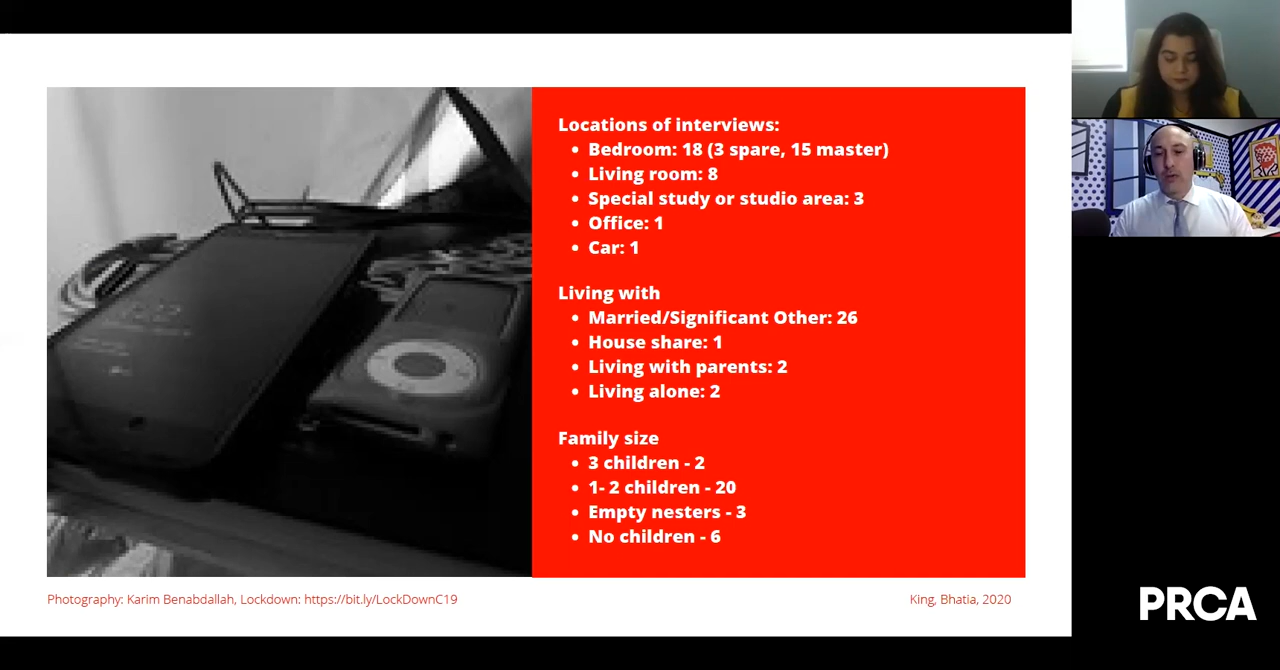 Locations of interviews:
• Bedroom: 18 (3 spare, 15 master)
• Living room: 8
• Special study or studio area: 3
• Office: 1
• Car: 1
Living with
• Married/Significant Other: 26
• House share: 1
• Living with parents: 2
• Living alone: 2
Family size
• 3 children - 2
• 1- 2 children - 20
• Empty nesters - 3
• No children - 6
Photography: Karim Benabdallah, Lockdown: https://bit.ly/LockDownC19
King, Bhatia, 2020
PRCA